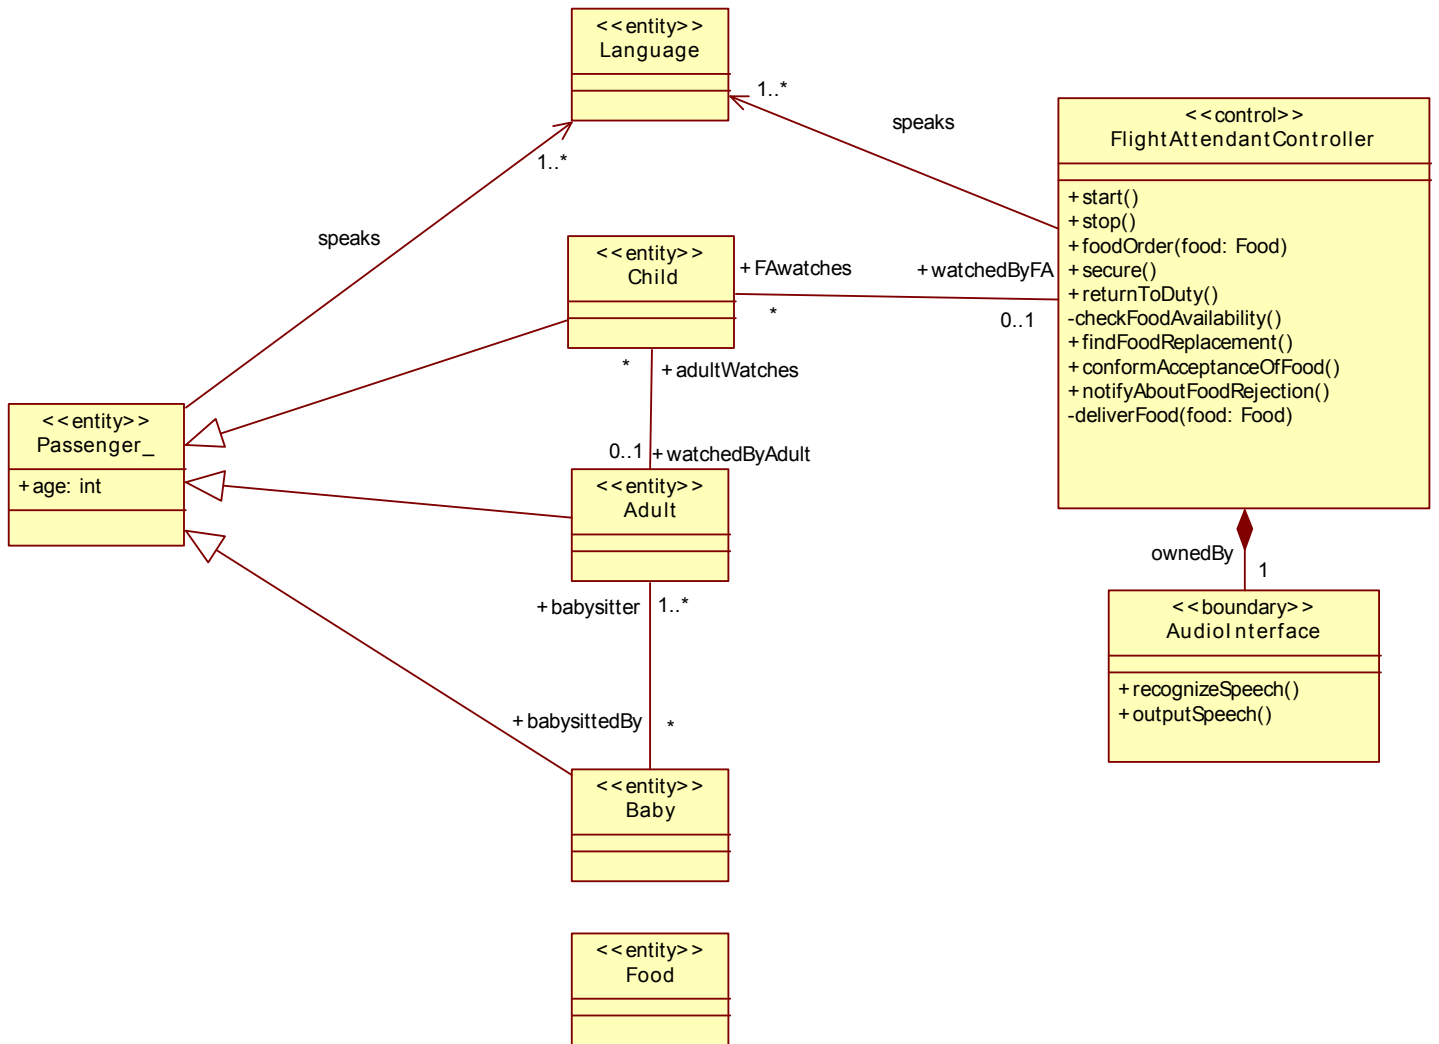 <<entity>>
Language
1..*
speaks
1..*
speaks
<<control>>
FlightAttendantController
+start()
+stop()
+foodOrder(food: Food)
+secure()
+returnToDuty()
-checkFoodAvailability()
+findFoodReplacement()
+conformAcceptanceOfFood()
+notifyAboutFoodRejection()
-deliverFood(food: Food)
<<entity>>
Child
+FAwatches
*
+watchedByFA
0..1
*
+adultWatches
0..1
+watchedByAdult
<<entity>>
Passenger_
+age: int
<<entity>>
Adult
+babysitter
1..*
+babysittedBy
*
ownedBy
1
<<boundary>>
AudioInterface
+recognizeSpeech()
+outputSpeech()
<<entity>>
Baby
<<entity>>
Food